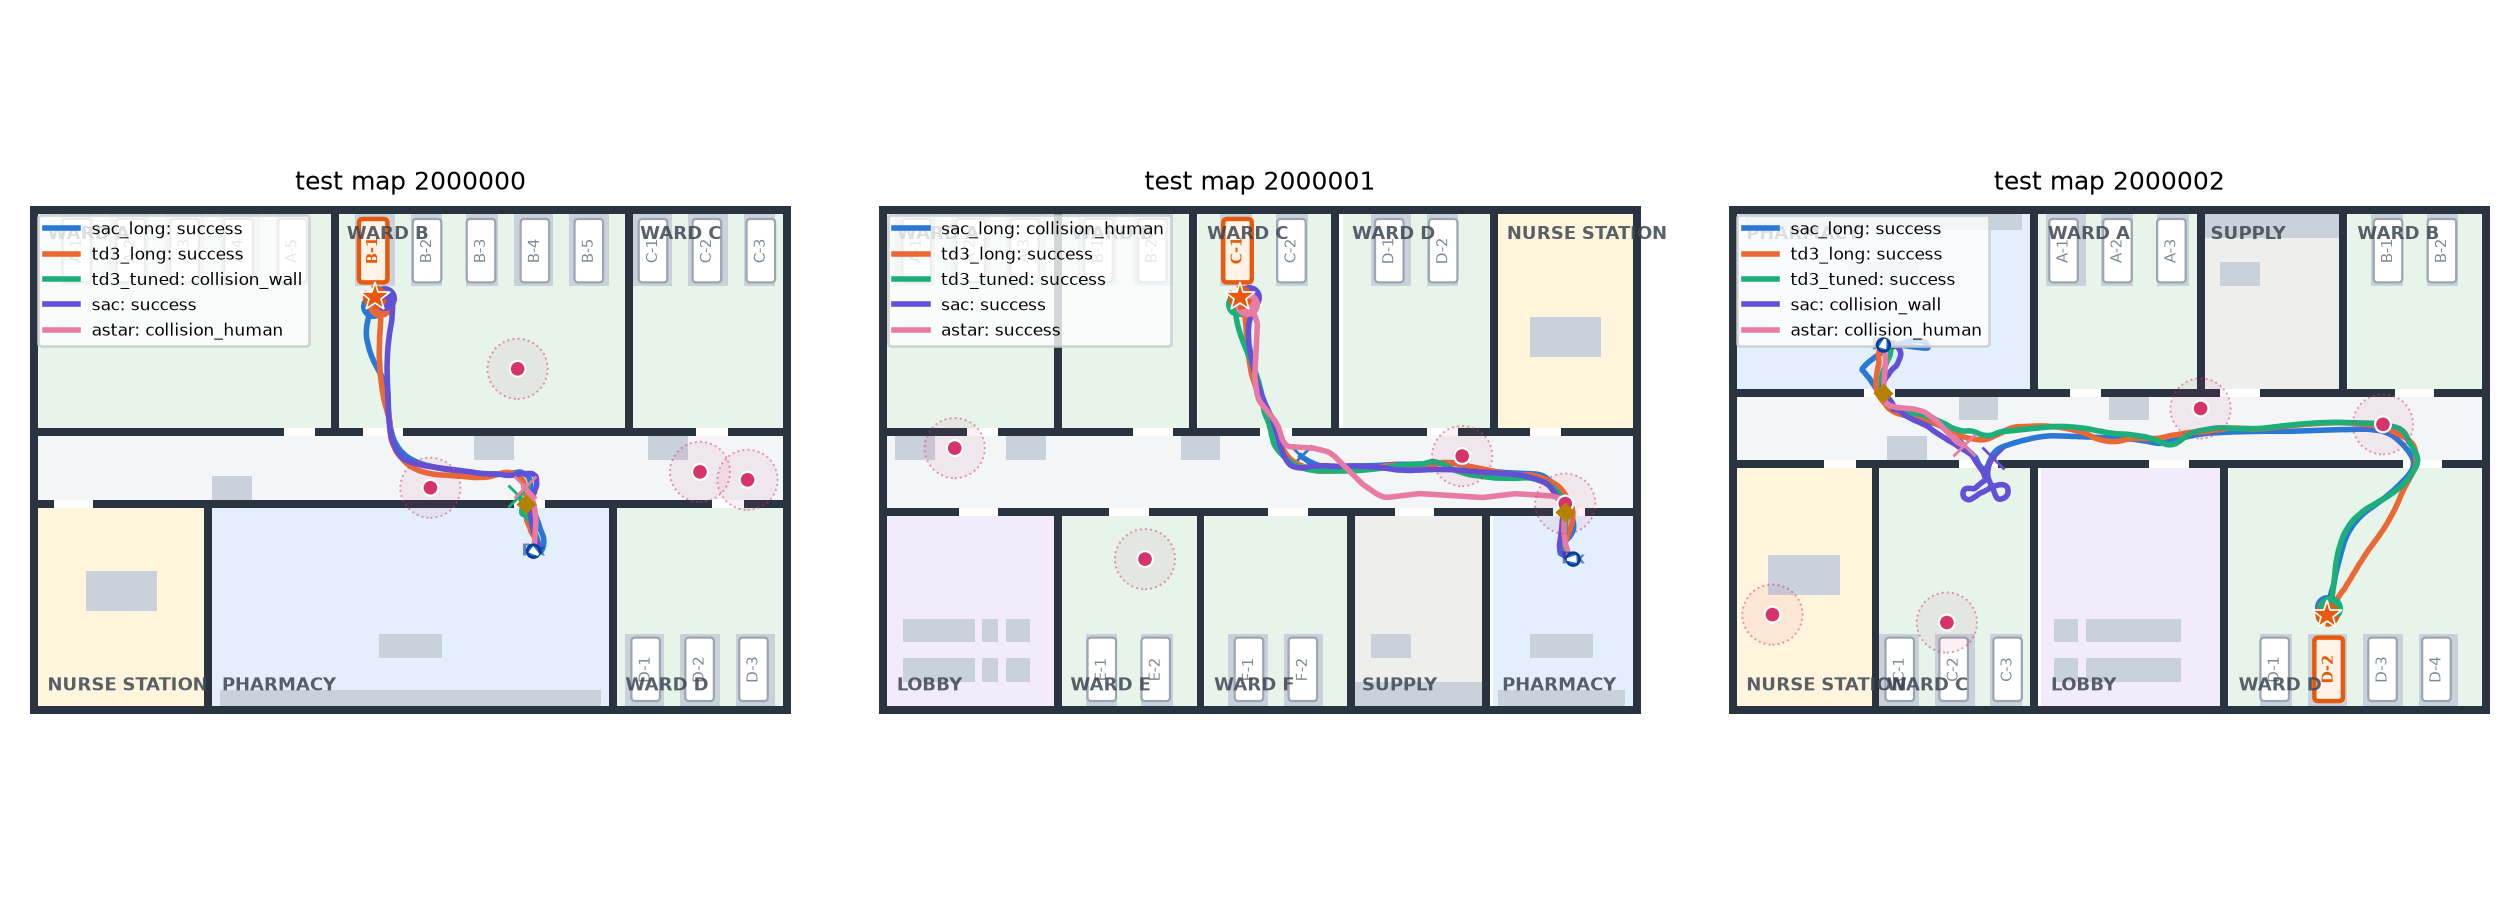 test map 2000000
sac_long: success
td3_long: success
td3_tuned: collision_wall
sac: success
astar: collision_human
A-5
WARD B
B-1
B-2
B-3
B-4
B-5
WARD C
C-1
C-2
C-3
NURSE STATION
PHARMACY
WARD D
D-1
D-2
D-3
test map 2000001
sac_long: collision_human
td3_long: success
td3_tuned: success
sac: success
astar: success
WARD C
C-1
C-2
WARD D
D-1
D-2
NURSE STATION
LOBBY
WARD E
E-1
E-2
WARD F
F-1
F-2
SUPPLY
PHARMACY
test map 2000002
sac_long: success
td3_long: success
td3_tuned: success
sac: collision_wall
astar: collision_human
WARD A
A-1
A-2
A-3
SUPPLY
WARD B
B-1
B-2
NURSE STATION
WARD C
C-1
C-2
C-3
LOBBY
WARD D
D-1
D-2
D-3
D-4